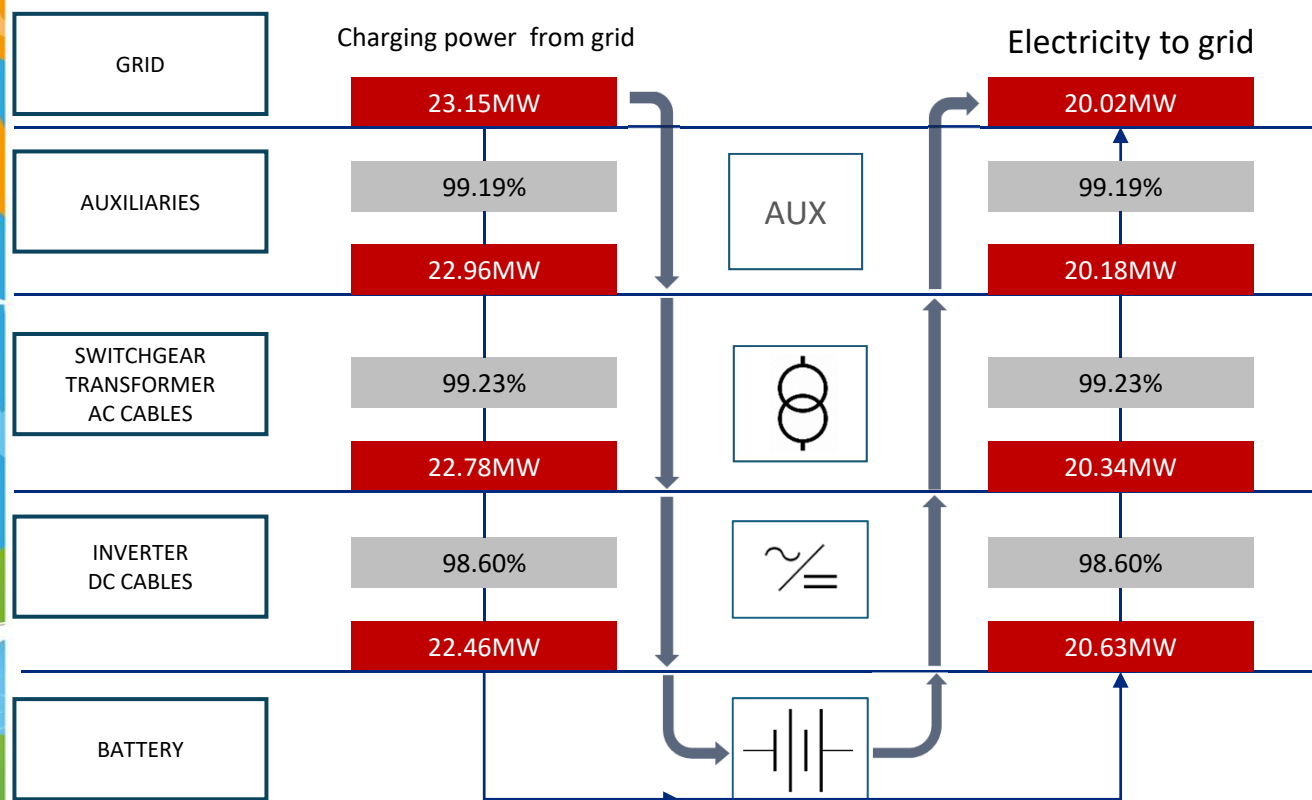 GRID
Charging power from grid
Electricity to grid
23.15MW
20.02MW
AUXILIARIES
99.19%
AUX
99.19%
22.96MW
20.18MW
SWITCHGEAR
TRANSFORMER
AC CABLES
99.23%
99.23%
22.78MW
20.34MW
INVERTER
DC CABLES
98.60%
98.60%
22.46MW
20.63MW
BATTERY